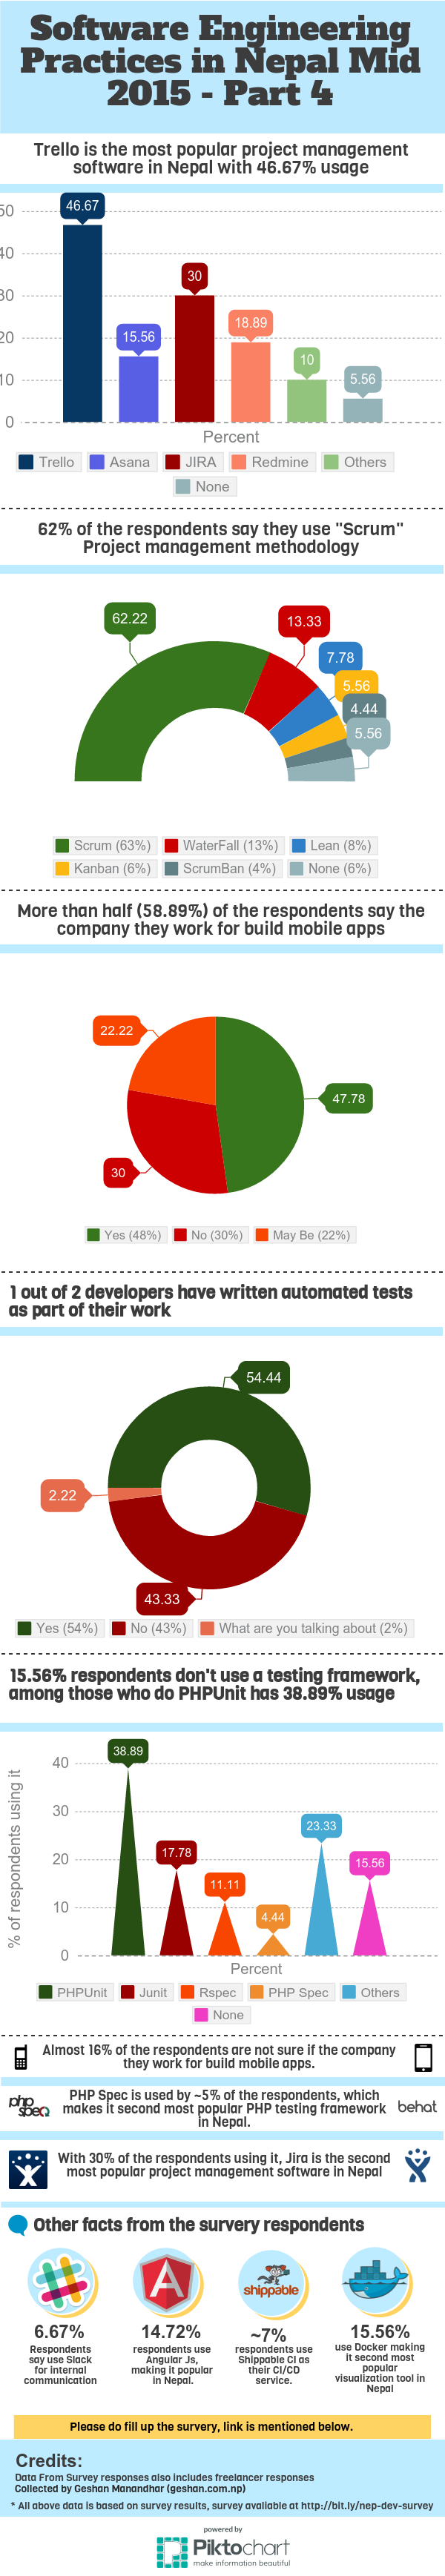 Software Engineering
Practices in Nepal Mid
2015 - Part 4
Trello is the most popular project management
software in Nepal with 46.67% usage
50
40
30
20
10
0
46.67
15.56
30
18.89
10
5.56
Percent
Trello Asana JIRA Redmine Others
None
62% of the respondents say they use "Scrum"
Project management methodology
62.22
13.33
7.78
5.56
4.44
5.56
Scrum (63%) WaterFall (13%) Lean (8%)
Kanban (6%) ScrumBan (4%) None (6%)
More than half (58.89%) of the respondents say the
company they work for build mobile apps
22.22
47.78
30
Yes (48%) No (30%) May Be (22%)
1 out of 2 developers have written automated tests
as part of their work
54.44
2.22
43.33
Yes (54%) No (43%) What are you talking about (2%)
15.56% respondents don't use a testing framework,
among those who do PHPUnit has 38.89% usage
% of respondents using it
40
30
20
10
0
38.89
17.78
11.11
4.44
23.33
15.56
Percent
PHPUnit Junit Rspec PHP Spec Others
None
Almost 16% of the respondents are not sure if the company
they work for build mobile apps.
php
spec
PHP Spec is used by ~5% of the respondents, which
makes it second most popular PHP testing framework
in Nepal.
behat
With 30% of the respondents using it, Jira is the second
most popular project management software in Nepal
Other facts from the survery respondents
A
shippable
6.67%
Respondents
say use Slack
for internal
communication
14.72%
respondents use
Angular Js,
making it popular
in Nepal.
~7%
respondents use
Shippable CI as
their CI/CD
service.
15.56%
use Docker making
it second most
popular
visualization tool in
Nepal
Please do fill up the survery, link is mentioned below.
Credits:
Data From Survey responses also includes freelancer responses
Collected by Geshan Manandhar (geshan.com.np)
* All above data is based on survey results, survey avaliable at http://bit.ly/nep-dev-survey
powered by
Piktochart
make information beautiful